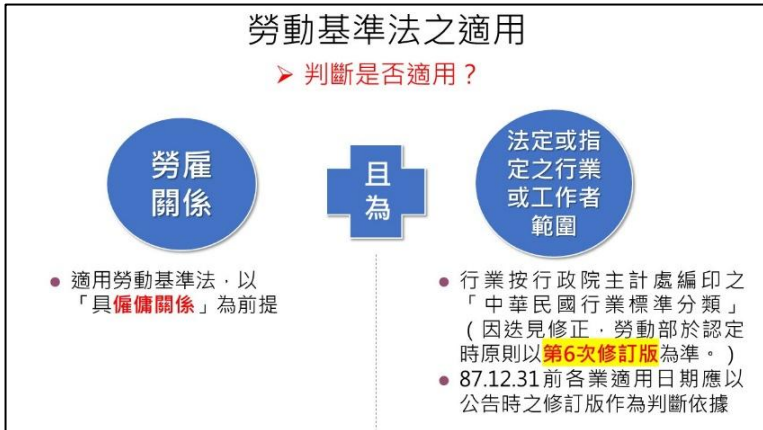 勞動基準法之適用
➢ 判斷是否適用？
勞雇
關係
且
為
法定或指
定之行業
或工作者
範圍
• 適用勞動基準法，以
「具僱傭關係」為前提
• 行業按行政院主計處編印之
「中華民國行業標準分類」
（因迭見修正，勞動部於認定
時原則以第6次修訂版為準。）
• 87.12.31前各業適用日期應以
公告時之修訂版作為判斷依據